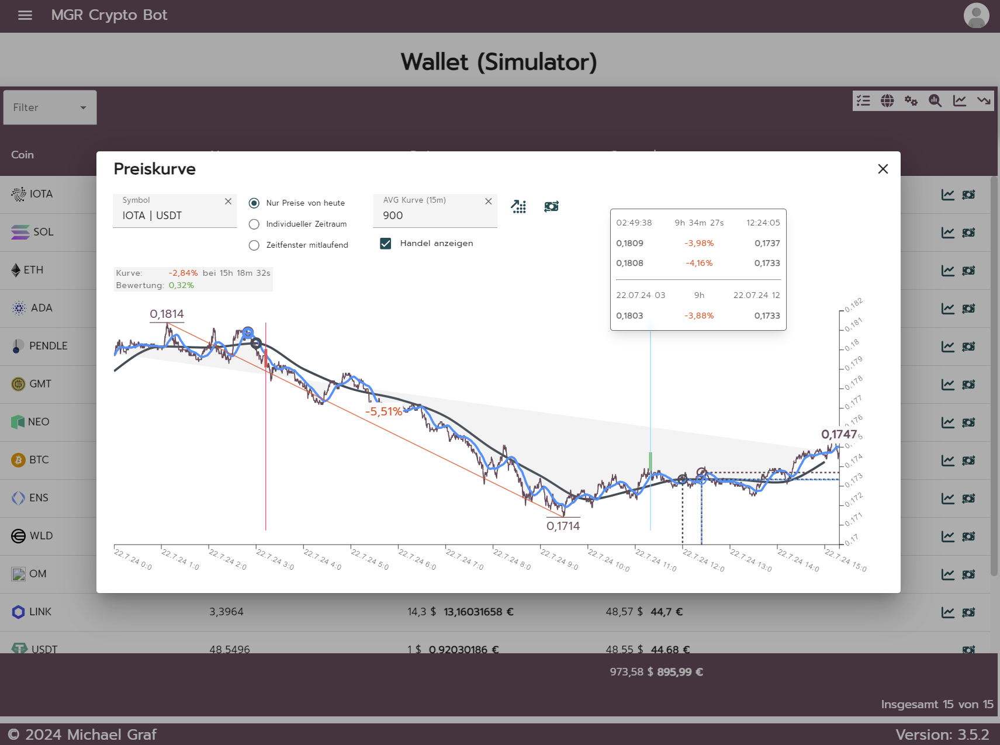 MGR Crypto Bot
Wallet (Simulator)
Filter
Coin
Preiskurve
Symbol
IOTA | USDT
Nur Preise von heute
Individueller Zeitraum
Zeitfenster mitlaufend
AVG Kurve (15m)
900
Handel anzeigen
02:49:38 9h 34m 27s 12:24:05
0,1809 -3,98% 0,1737
0,1808 -4,16% 0,1733
22.07.24 03 9h 22.07.24 12
0,1803 -3,88% 0,1733
Kurve: -2,84% bei 15h 18m 32s
Bewertung: 0,32%
0,1814
-5,51%
0,1714
0,1747
0,182
0,181
0,18
0,179
0,178
0,177
0,176
5
0,174
0,173
0,172
0,171
0,17
22.7.24 0:0
22.7.24 1:0
22.7.24 2:0
22.7.24 3:0
22.7.24 4:0
22.7.24 5:0
22.7.24 6:0
22.7.24 7:0
22.7.24 8:0
22.7.24 9:0
22.7.24 10:0
22.7.24 11:0
22.7.24 12:0
22.7.24 13:0
22.7.24 14:0
22.7.24 15:0
IOTA
SOL
ETH
ADA
PENDLE
GMT
NEO
BTC
ENS
WLD
OM
LINK 3,3964 14,3 $ 13,16031658 € 48,57 $ 44,7 €
USDT 48,5496 1 $ 0,92030186 € 48,55 $ 44,68 €
973,58 $ 895,99 €
Insgesamt 15 von 15
© 2024 Michael Graf
Version: 3.5.2